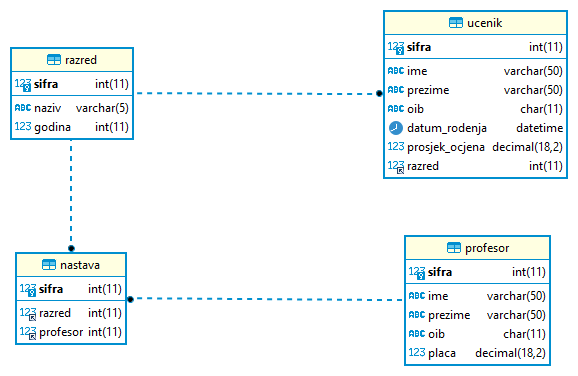 razred
123 sifra int(11)
ABC naziv varchar(5)
123 godina int(11)
ucenik
123 sifra int(11)
ABC ime varchar(50)
ABC prezime varchar(50)
ABC oib char(11)
datum_rodenja datetime
123 prosjek_ocjena decimal(18,2)
123 razred int(11)
nastava
123 sifra int(11)
123 razred int(11)
123 profesor int(11)
profesor
123 sifra int(11)
ABC ime varchar(50)
ABC prezime varchar(50)
ABC oib char(11)
123 placa decimal(18,2)